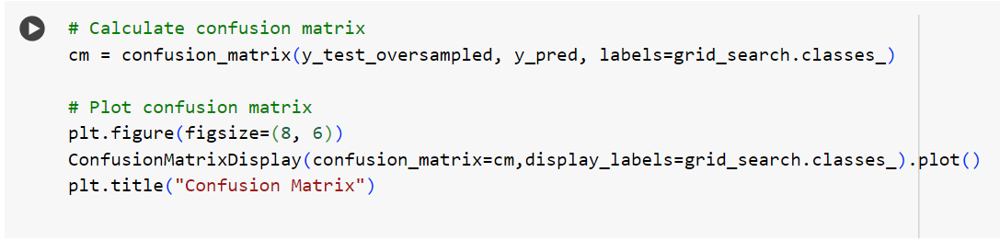 # Calculate confusion matrix
cm = confusion_matrix(y_test_oversampled, y_pred, labels=grid_search.classes_)
# Plot confusion matrix
plt.figure(figsize=(8, 6))
ConfusionMatrixDisplay(confusion_matrix=cm,display_labels=grid_search.classes_).plot()
plt.title("Confusion Matrix")